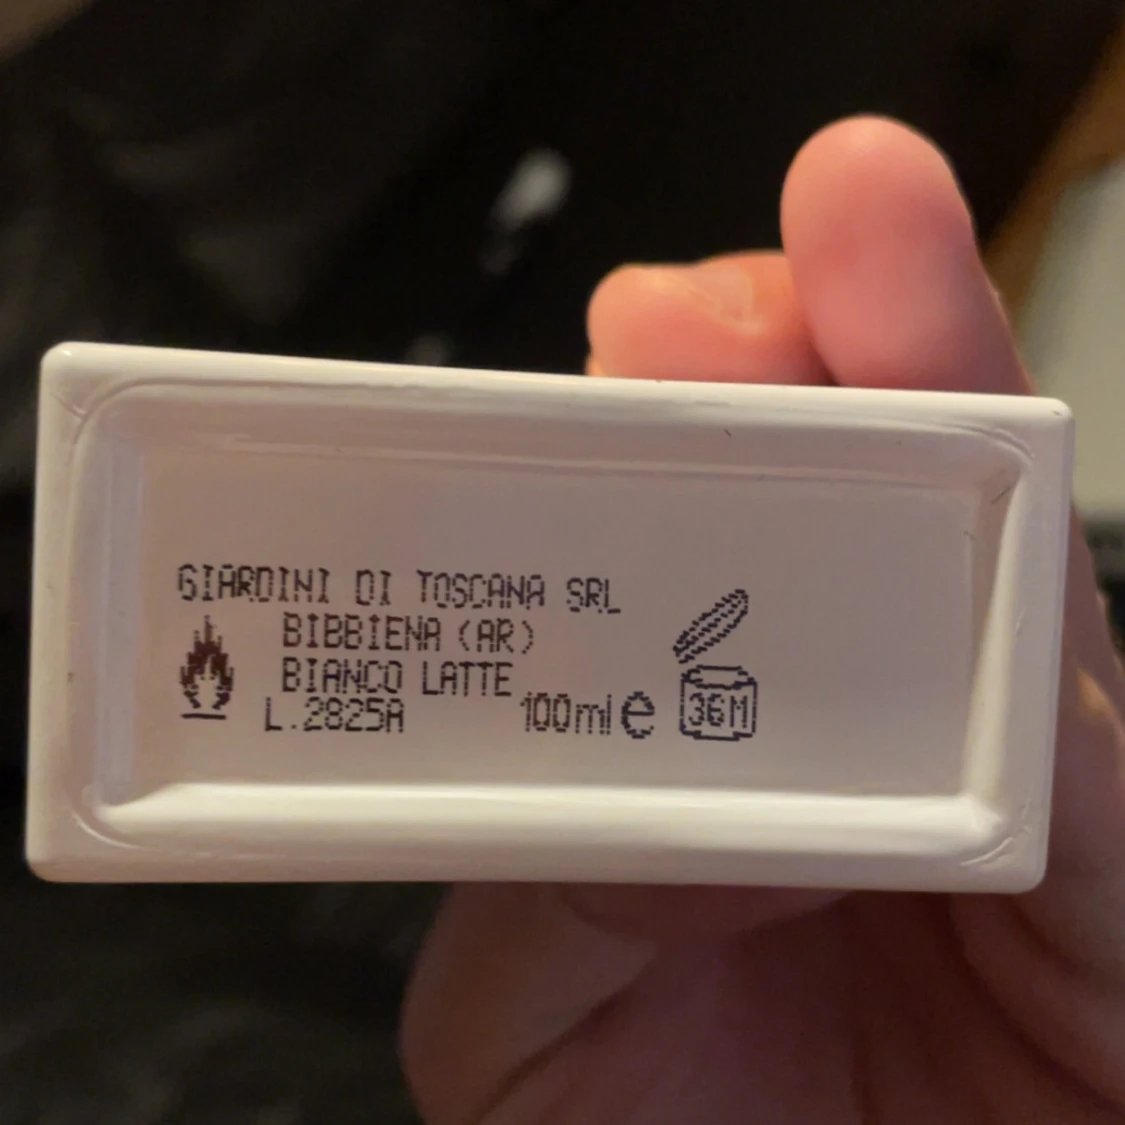 GIARDINI DI TOSCANA SRL
BIBBIENA (AR)
BIANCO LATTE
L.2825A 100ml e
36M